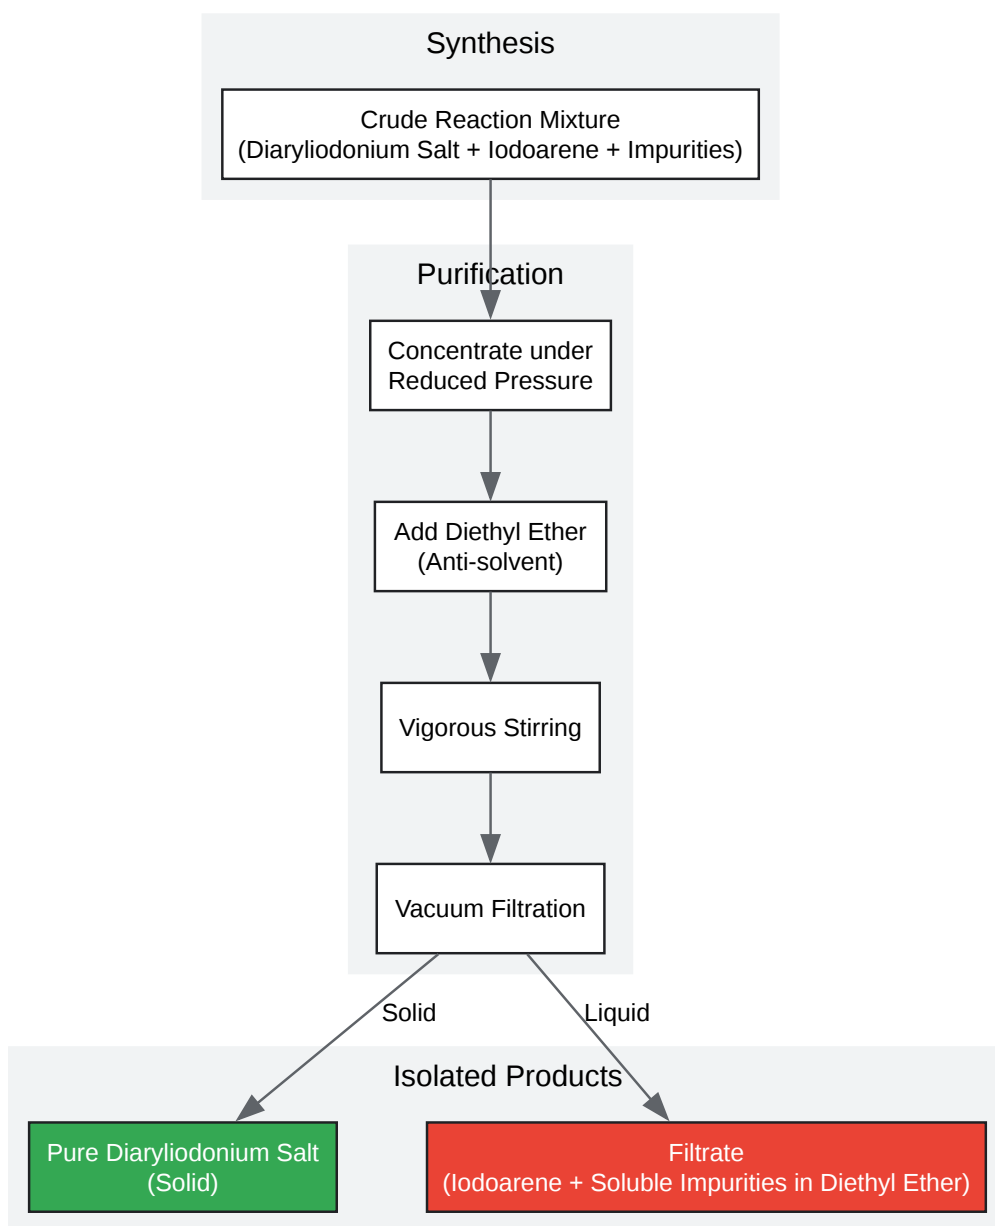 Synthesis
Crude Reaction Mixture
(Diaryliodonium Salt + Iodoarene + Impurities)
Purification
Concentrate under
Reduced Pressure
Add Diethyl Ether
(Anti-solvent)
Vigorous Stirring
Vacuum Filtration
Solid
Liquid
Isolated Products
Pure Diaryliodonium Salt
(Solid)
Filtrate
(Iodoarene + Soluble Impurities in Diethyl Ether)